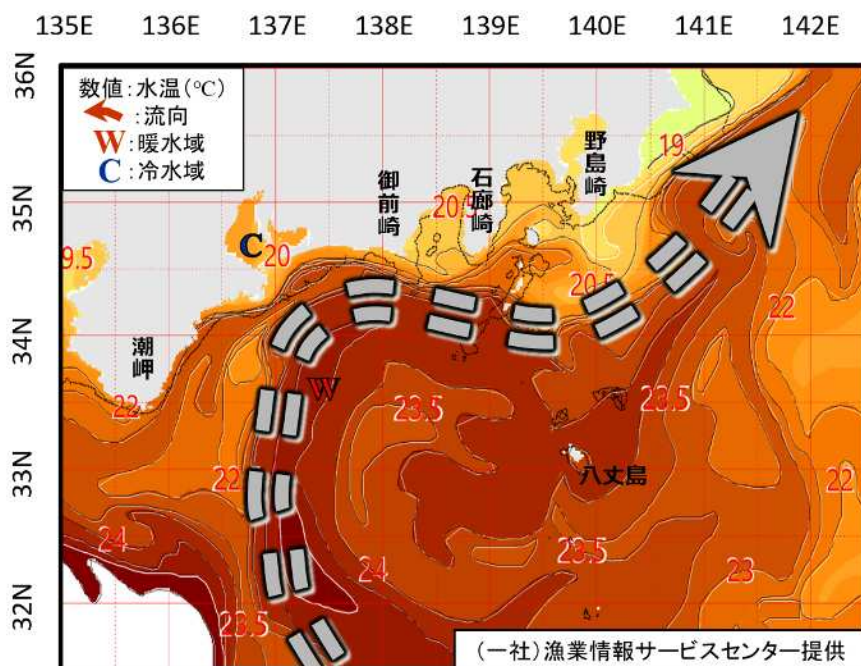 135E 136E 137E 138E 139E 140E 141E 142E
36N
数値:水温(℃)
:流向
W:暖水域
C:冷水域
野島崎
19
石廊崎
御前崎
35N
20.5
C 20
9.5
20.5
22
34N
潮岬
W
22
23.5
23.5
33N
22
八丈島
22
24
23.5
24
23
32N
23.5
(一社)漁業情報サービスセンター提供